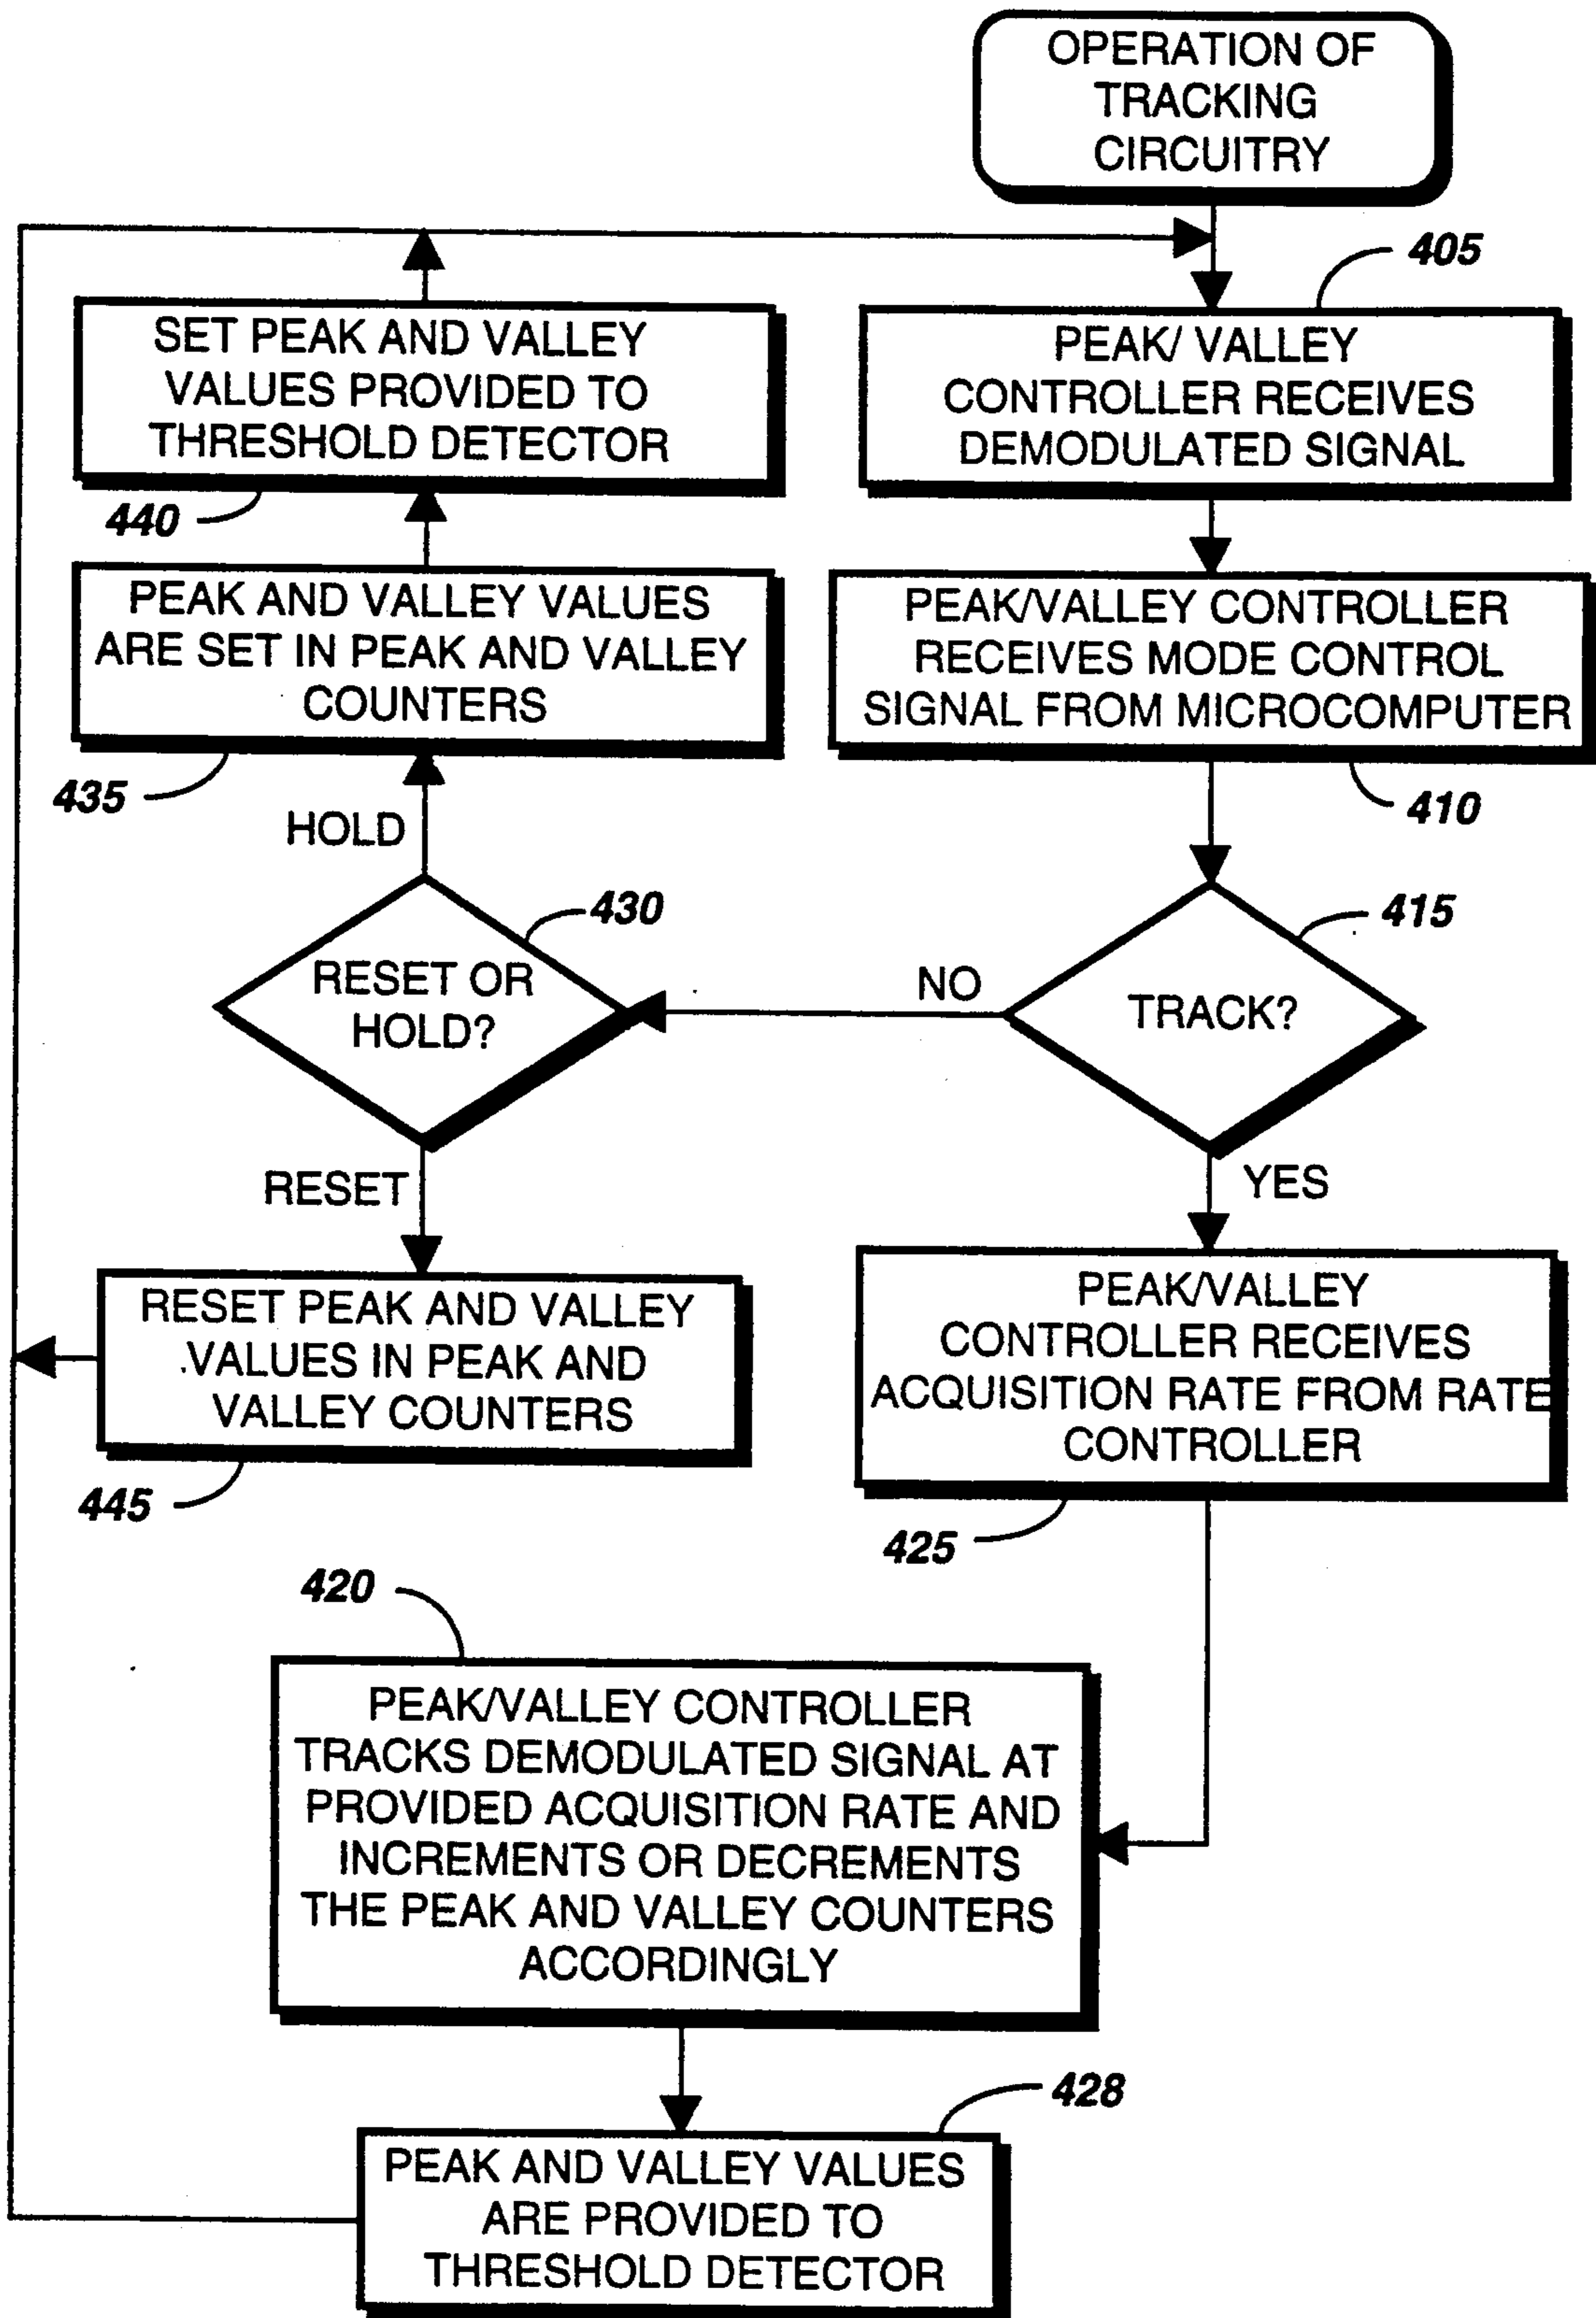 OPERATION OF
TRACKING
CIRCUITRY
405
PEAK/ VALLEY
CONTROLLER RECEIVES
DEMODULATED SIGNAL
SET PEAK AND VALLEY
VALUES PROVIDED TO
THRESHOLD DETECTOR
440
PEAK/VALLEY CONTROLLER
RECEIVES MODE CONTROL
SIGNAL FROM MICROCOMPUTER
410
PEAK AND VALLEY VALUES
ARE SET IN PEAK AND VALLEY
COUNTERS
435
HOLD
415
TRACK?
NO
430
RESET OR
HOLD?
RESET
YES
RESET PEAK AND VALLEY
VALUES IN PEAK AND
VALLEY COUNTERS
445
PEAK/VALLEY
CONTROLLER RECEIVES
ACQUISITION RATE FROM RATE
CONTROLLER
425
420
PEAK/VALLEY CONTROLLER
TRACKS DEMODULATED SIGNAL AT
PROVIDED ACQUISITION RATE AND
INCREMENTS OR DECREMENTS
THE PEAK AND VALLEY COUNTERS
ACCORDINGLY
428
PEAK AND VALLEY VALUES
ARE PROVIDED TO
THRESHOLD DETECTOR